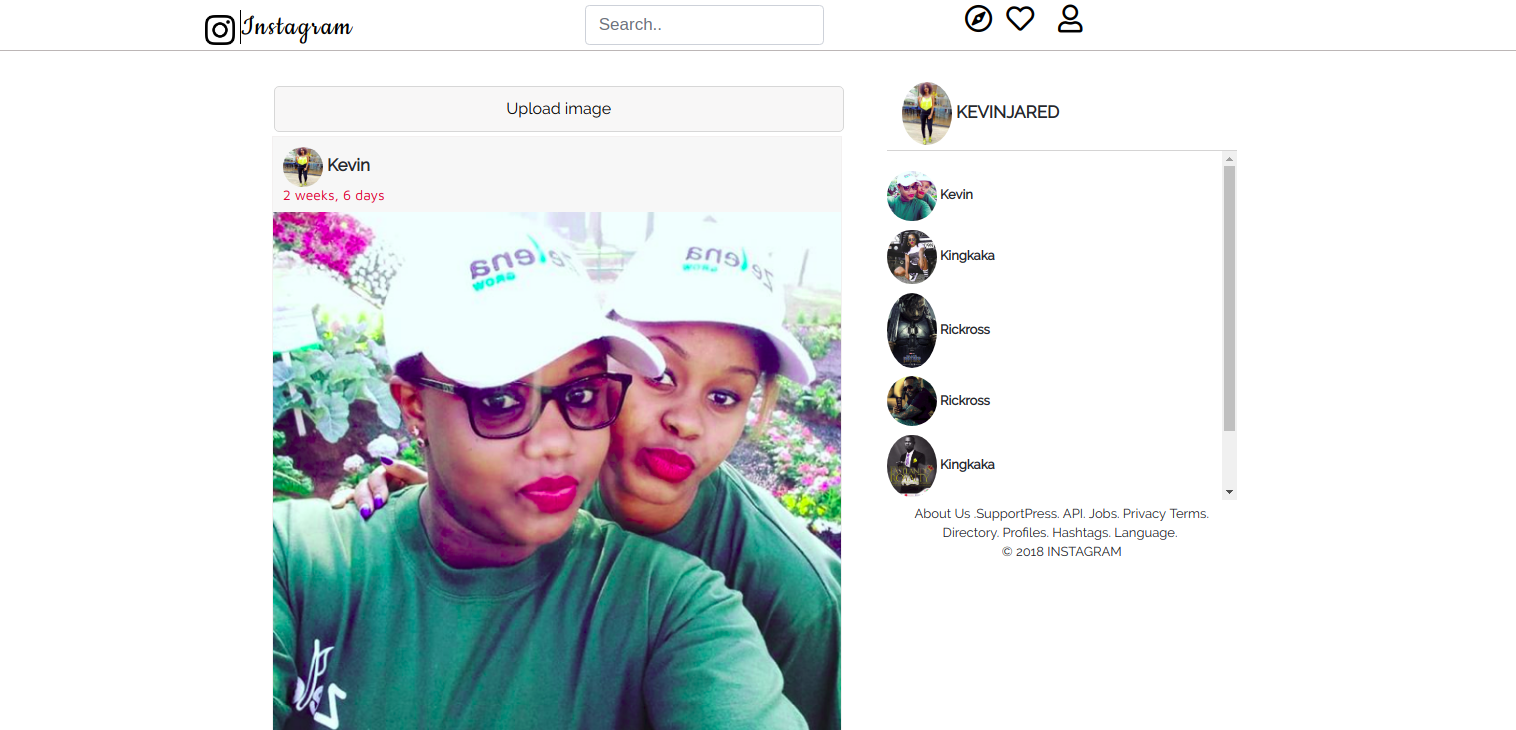 Instagram
Search..
Upload image
Kevin
2 weeks, 6 days
zelena
GROW
zelena
GROW
KEVINJARED
Kevin
Kingkaka
Rickross
Rickross
Kingkaka
About Us .SupportPress. API. Jobs. Privacy Terms.
Directory. Profiles. Hashtags. Language.
© 2018 INSTAGRAM